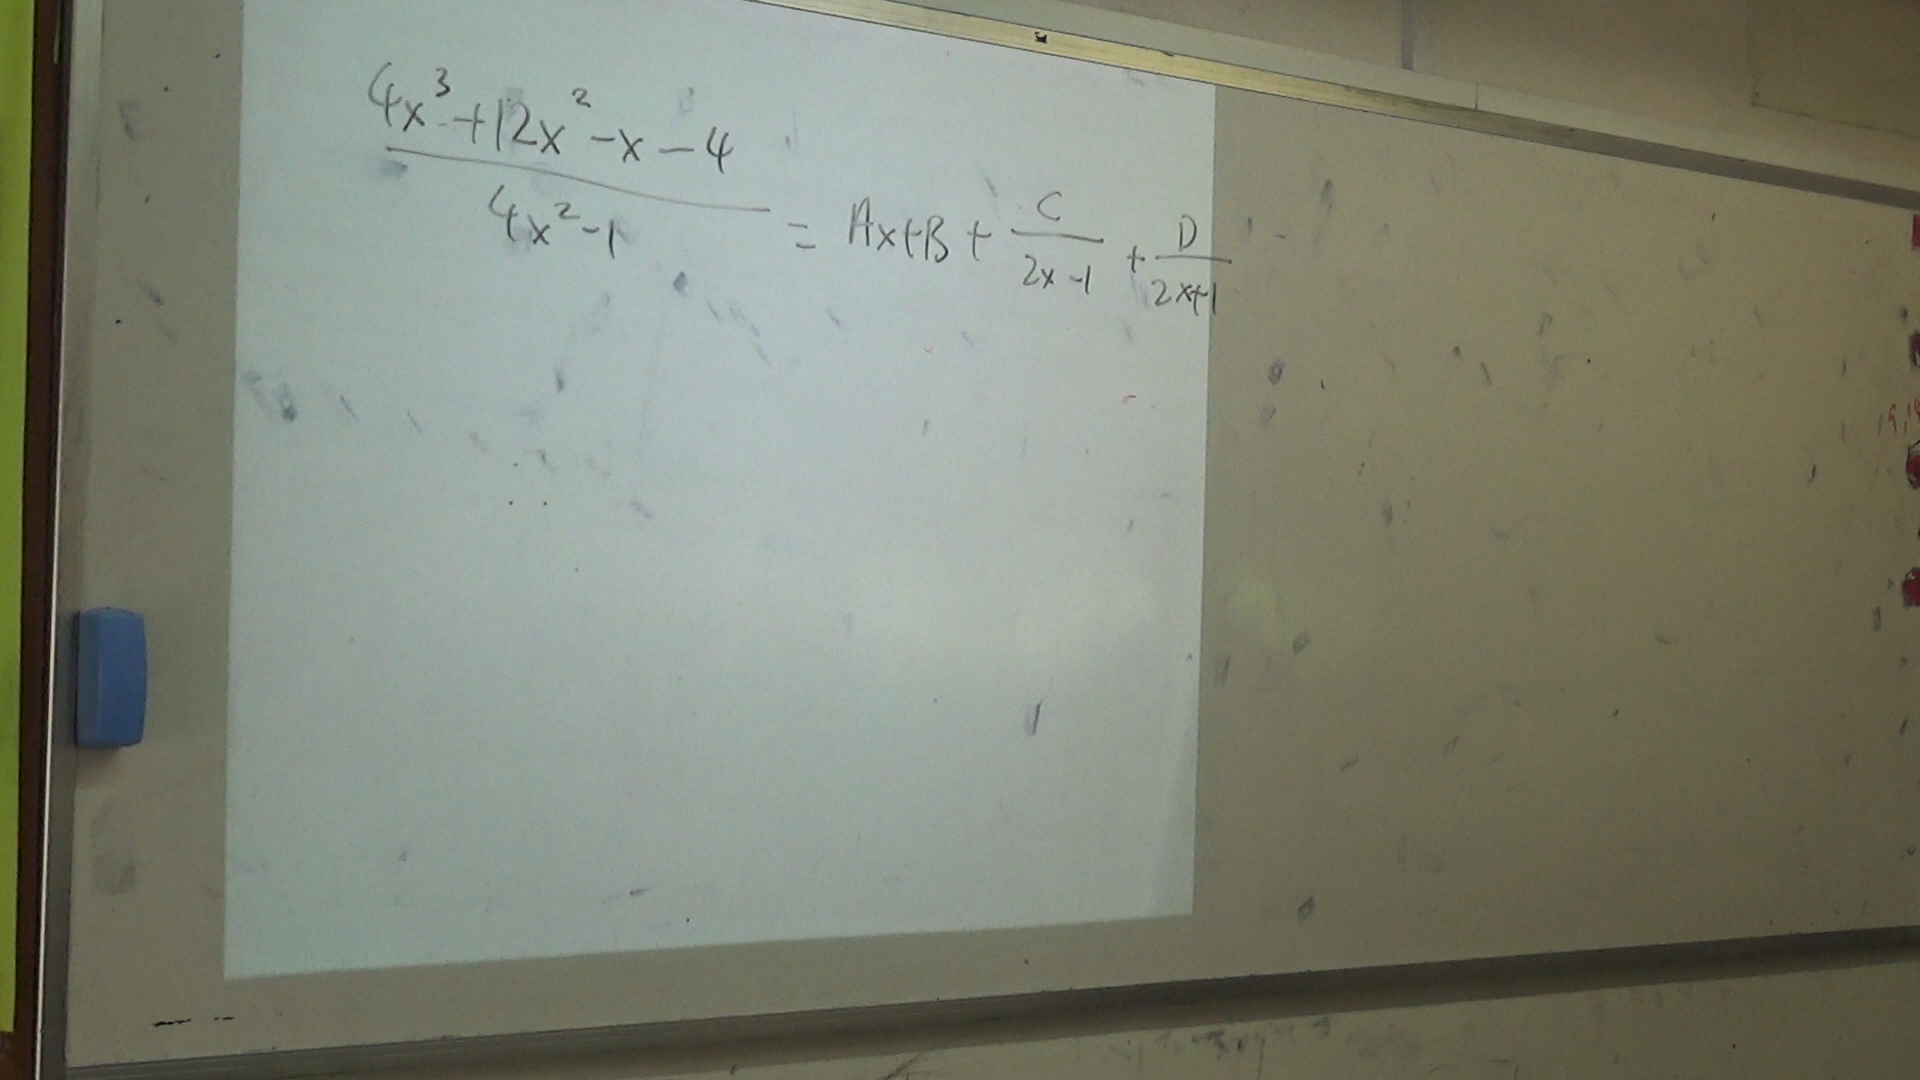 4x³+12x²-x-4
4x²-1
= Ax+B + C/(2x-1) + D/(2x+1)